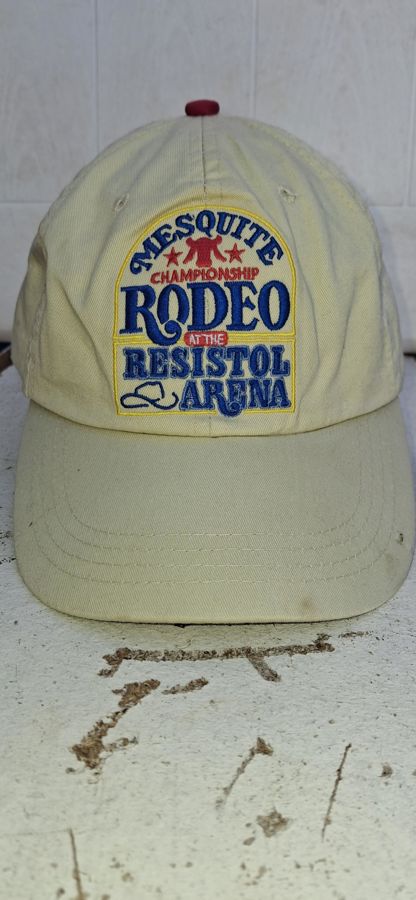 MESQUITE
CHAMPIONSHIP
RODEO
AT THE
RESISTOL
ARENA